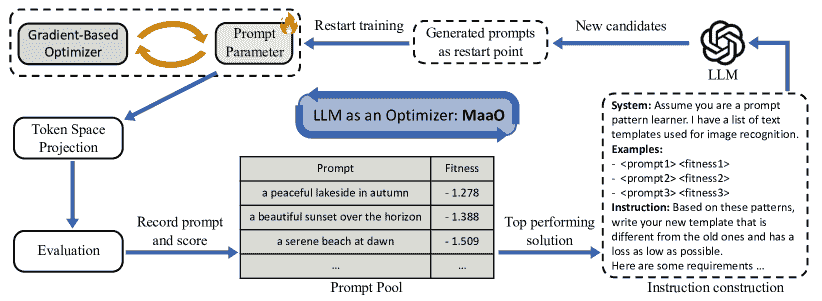 Gradient-Based
Optimizer
Prompt
Parameter
Restart training
Generated prompts
as restart point
New candidates
LLM
LLM as an Optimizer: MaaO
Token Space
Projection
Evaluation
Record prompt
and score
Prompt Fitness
a peaceful lakeside in autumn - 1.278
a beautiful sunset over the horizon - 1.388
a serene beach at dawn - 1.509
... ...
Prompt Pool
Top performing
solution
System: Assume you are a prompt
pattern learner. I have a list of text
templates used for image recognition.
Examples:
- <prompt1> <fitness1>
- <prompt2> <fitness2>
- <prompt3> <fitness3>
Instruction: Based on these patterns,
write your new template that is
different from the old ones and has a
loss as low as possible.
Here are some requirements ...
Instruction construction